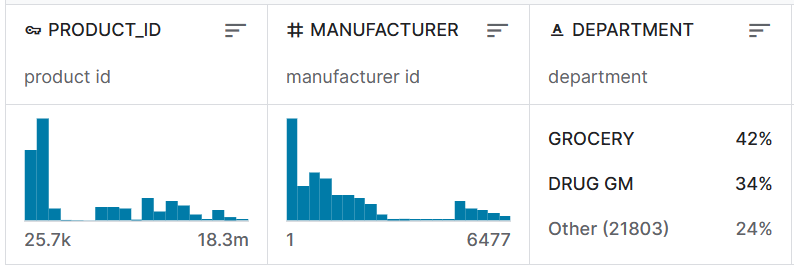 PRODUCT_ID
product id
25.7k 18.3m
# MANUFACTURER
manufacturer id
1 6477
A DEPARTMENT
department
GROCERY 42%
DRUG GM 34%
Other (21803) 24%